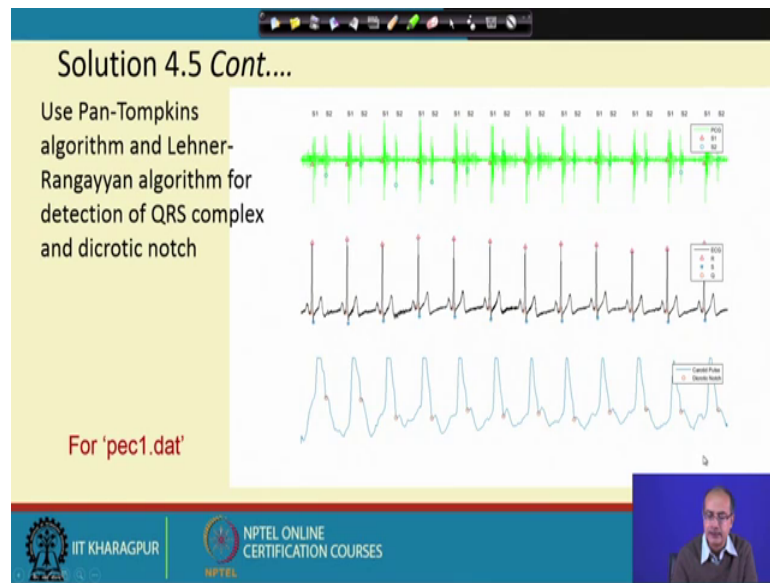 Solution 4.5 Cont....
Use Pan-Tompkins
algorithm and Lehner-
Rangayyan algorithm for
detection of QRS complex
and dicrotic notch
For 'pec1.dat'
S1 S2 S1 S2 S1 S2 S1 S2 S1 S2 S1 S2 S1 S2 S1 S2 S1 S2 S1 S2 S1 S2 S1 S2
PCG
S1
S2
ECG
R
S
Q
Carotid Pulse
Dicrotic Notch
IIT KHARAGPUR
NPTEL
NPTEL ONLINE
CERTIFICATION COURSES